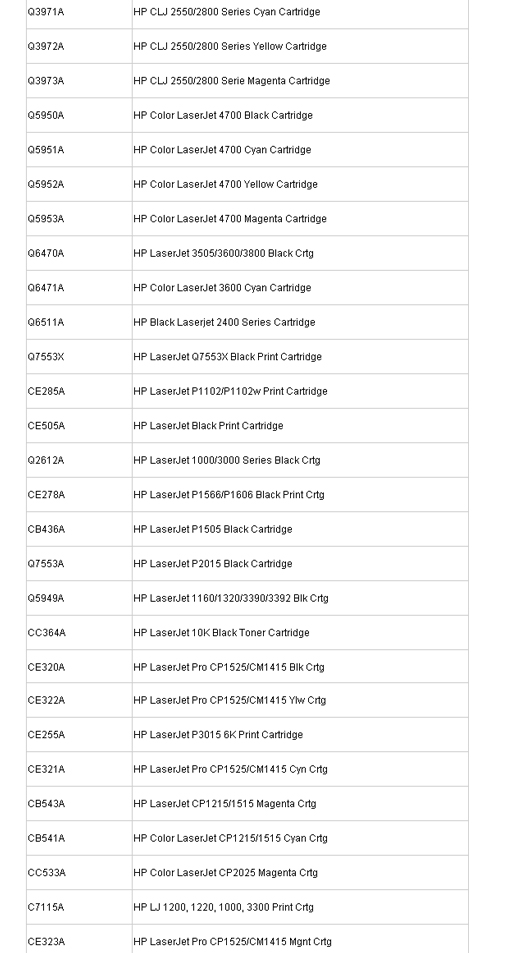 Q3971A HP CLJ 2550/2800 Series Cyan Cartridge
Q3972A HP CLJ 2550/2800 Series Yellow Cartridge
Q3973A HP CLJ 2550/2800 Serie Magenta Cartridge
Q5950A HP Color LaserJet 4700 Black Cartridge
Q5951A HP Color LaserJet 4700 Cyan Cartridge
Q5952A HP Color LaserJet 4700 Yellow Cartridge
Q5953A HP Color LaserJet 4700 Magenta Cartridge
Q6470A HP LaserJet 3505/3600/3800 Black Crtg
Q6471A HP Color LaserJet 3600 Cyan Cartridge
Q6511A HP Black Laserjet 2400 Series Cartridge
Q7553X HP LaserJet Q7553X Black Print Cartridge
CE285A HP LaserJet P1102/P1102w Print Cartridge
CE505A HP LaserJet Black Print Cartridge
Q2612A HP LaserJet 1000/3000 Series Black Crtg
CE278A HP LaserJet P1566/P1606 Black Print Crtg
CB436A HP LaserJet P1505 Black Cartridge
Q7553A HP LaserJet P2015 Black Cartridge
Q5949A HP LaserJet 1160/1320/3390/3392 Blk Crtg
CC364A HP LaserJet 10K Black Toner Cartridge
CE320A HP LaserJet Pro CP1525/CM1415 Blk Crtg
CE322A HP LaserJet Pro CP1525/CM1415 Ylw Crtg
CE255A HP LaserJet P3015 6K Print Cartridge
CE321A HP LaserJet Pro CP1525/CM1415 Cyn Crtg
CB543A HP LaserJet CP1215/1515 Magenta Crtg
CB541A HP Color LaserJet CP1215/1515 Cyan Crtg
CC533A HP Color LaserJet CP2025 Magenta Crtg
C7115A HP LJ 1200, 1220, 1000, 3300 Print Crtg
CE323A HP LaserJet Pro CP1525/CM1415 Mgnt Crtg